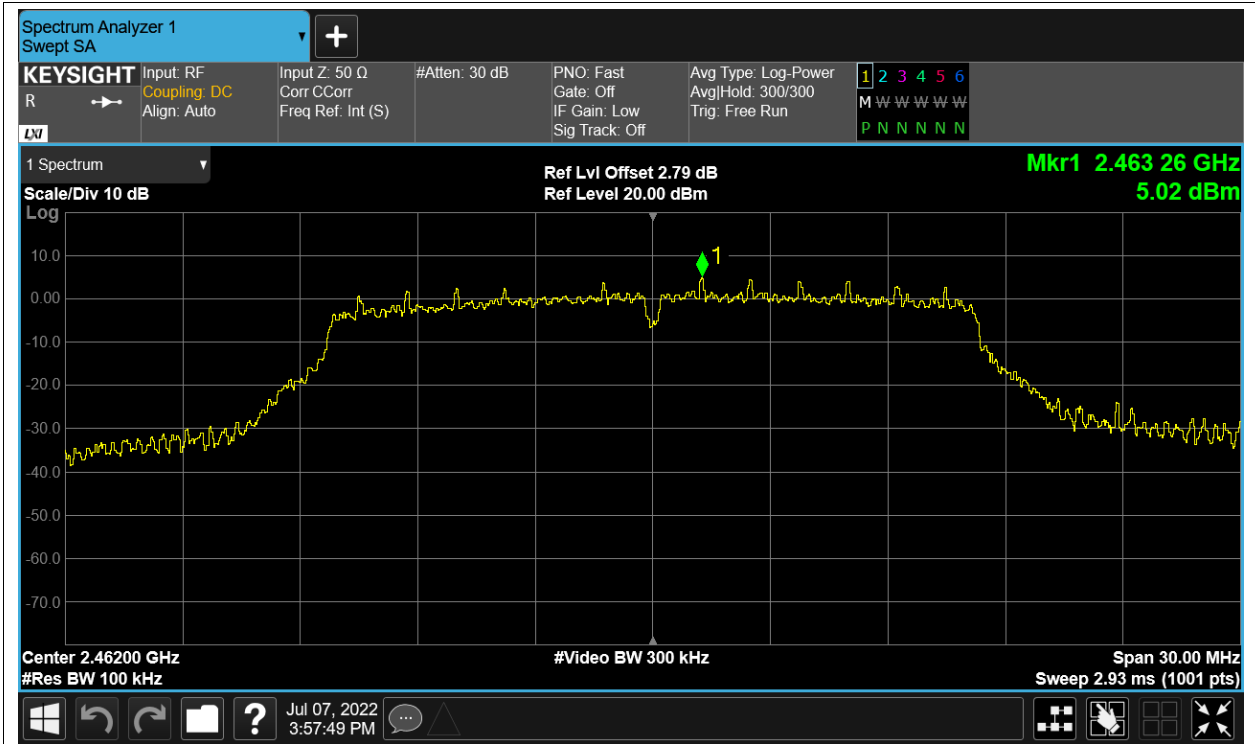 Spectrum Analyzer 1
Swept SA
KEYSIGHT
R
LXI
Input: RF
Coupling: DC
Align: Auto
Input Z: 50 Ω
Corr CCorr
Freq Ref: Int (S)
#Atten: 30 dB
PNO: Fast
Gate: Off
IF Gain: Low
Sig Track: Off
Avg Type: Log-Power
Avg|Hold: 300/300
Trig: Free Run
1 2 3 4 5 6
M W W W W W
P N N N N N
1 Spectrum
Scale/Div 10 dB
Log
Ref Lvl Offset 2.79 dB
Ref Level 20.00 dBm
Mkr1 2.463 26 GHz
5.02 dBm
1
10.0
0.00
-10.0
-20.0
-30.0
-40.0
-50.0
-60.0
-70.0
Center 2.46200 GHz
#Video BW 300 kHz
Span 30.00 MHz
#Res BW 100 kHz
Sweep 2.93 ms (1001 pts)
?
Jul 07, 2022
3:57:49 PM